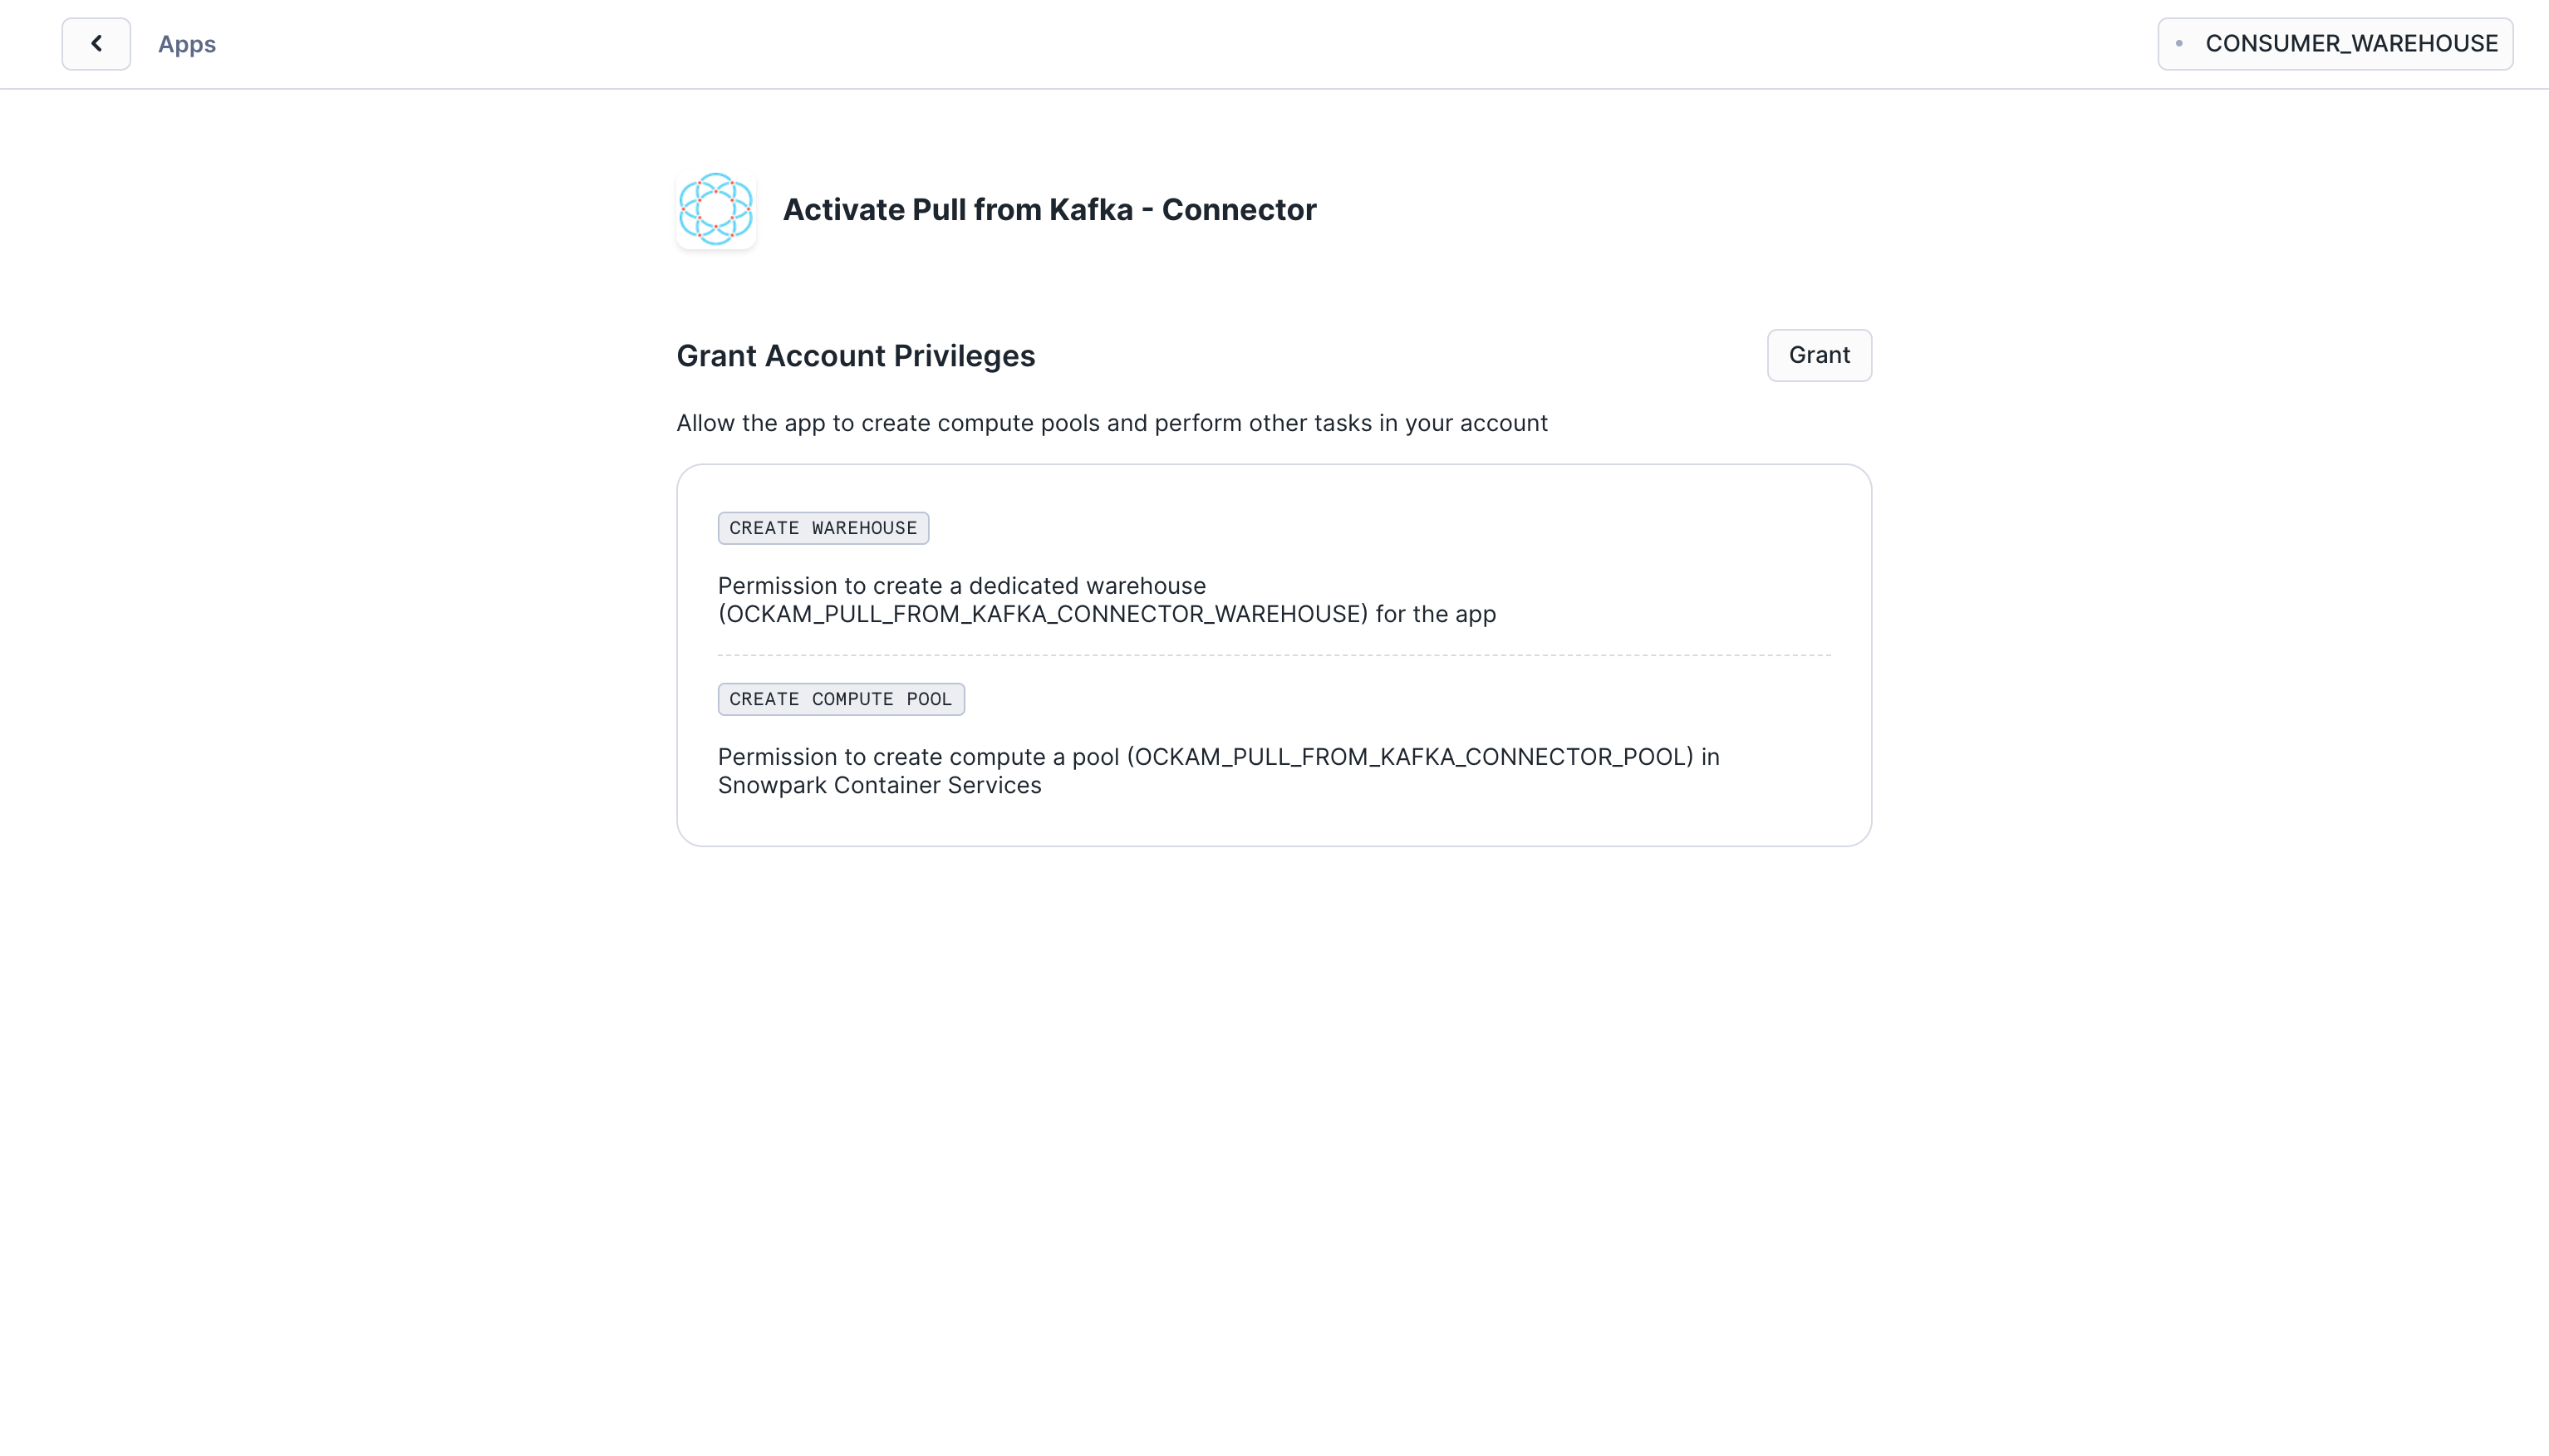 Apps
CONSUMER_WAREHOUSE
Activate Pull from Kafka - Connector
Grant Account Privileges
Grant
Allow the app to create compute pools and perform other tasks in your account
CREATE WAREHOUSE
Permission to create a dedicated warehouse
(OCKAM_PULL_FROM_KAFKA_CONNECTOR_WAREHOUSE) for the app
CREATE COMPUTE POOL
Permission to create compute a pool (OCKAM_PULL_FROM_KAFKA_CONNECTOR_POOL) in
Snowpark Container Services